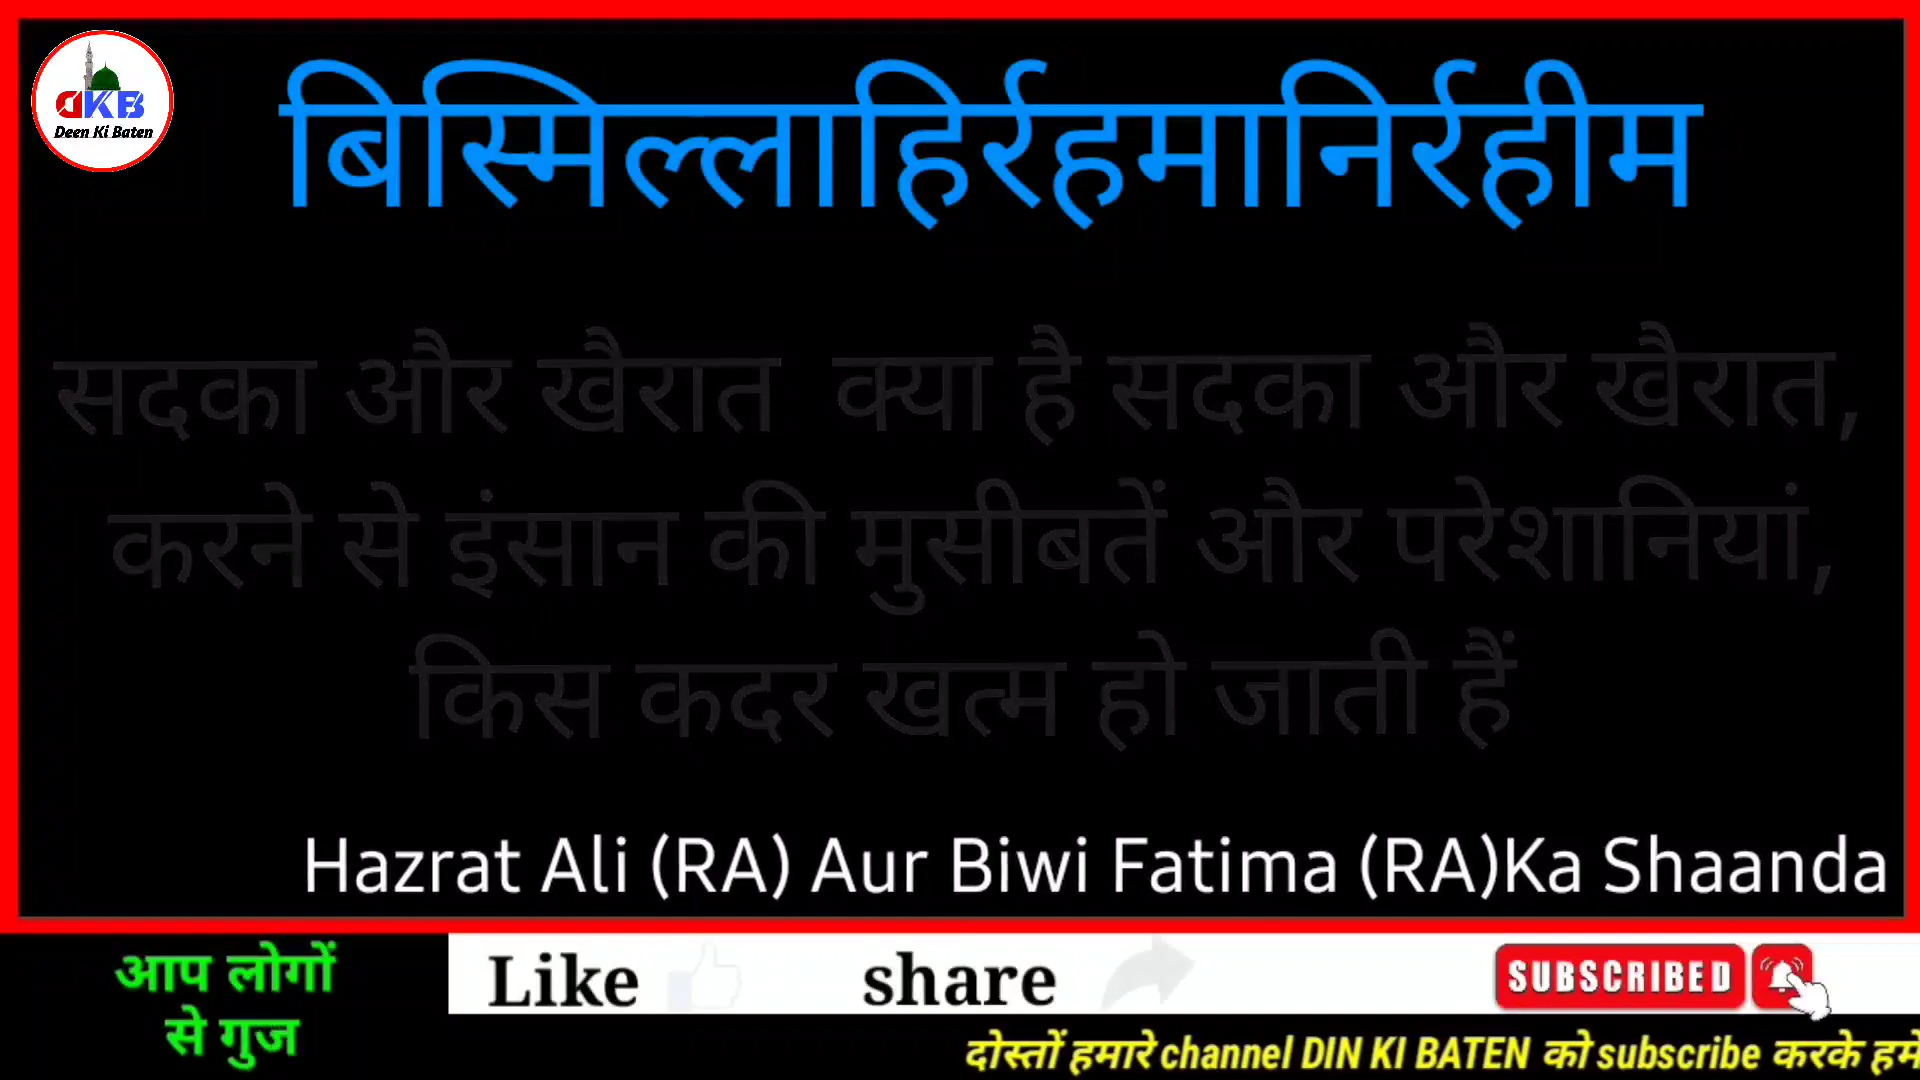 DKB
Deen Ki Baten
बिस्मिल्लाहिर्रहमानिर्रहीम
सदका और खैरात क्या है सदका और खैरात,
करने से इंसान की मुसीबतें और परेशानियां,
किस कदर खत्म हो जाती हैं
Hazrat Ali (RA) Aur Biwi Fatima (RA)Ka Shaanda
आप लोगों
से गुज
Like share SUBSCRIBED
दोस्तों हमारे channel DIN KI BATEN को subscribe करके हमें